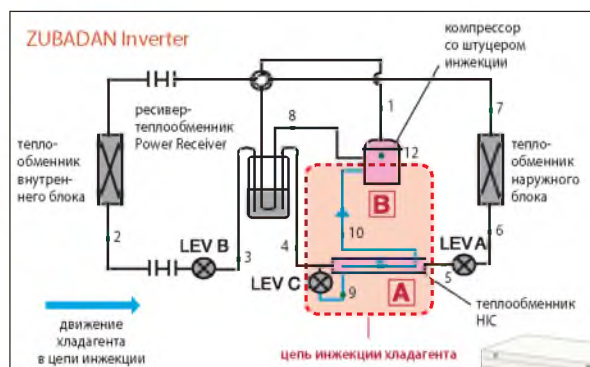 ZUBADAN Inverter
компрессор
со штуцером
инжекции
ресивер-
теплообменник
Power Receiver
тепло-
обменник
внутрен-
него блока
1
7
8
12
тепло-
обменник
наружного
блока
B
10
2
LEV B
3
4
6
LEV A
5
LEV C
9
A
теплообменник
HIC
движение
хладагента
в цепи инжекции
цепь инжекции хладагента